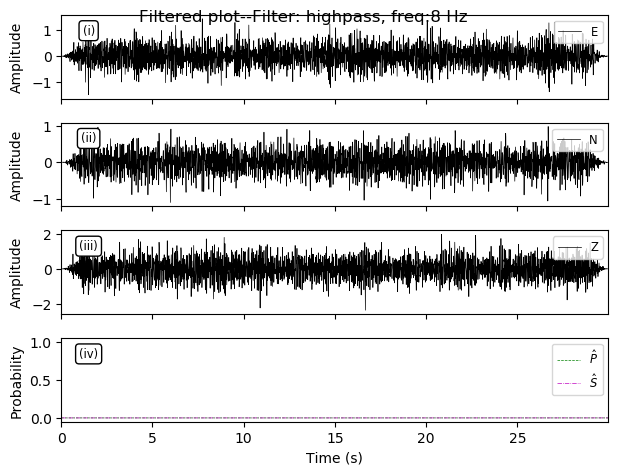 Filtered plot--Filter: highpass, freq:8 Hz
Amplitude
1
0
−1
(i)
E
Amplitude
1
0
−1
(ii)
N
Amplitude
2
0
−2
(iii)
Z
Probability
1.0
0.5
0.0
(iv)
P̂
Ŝ
0 5 10 15 20 25
Time (s)